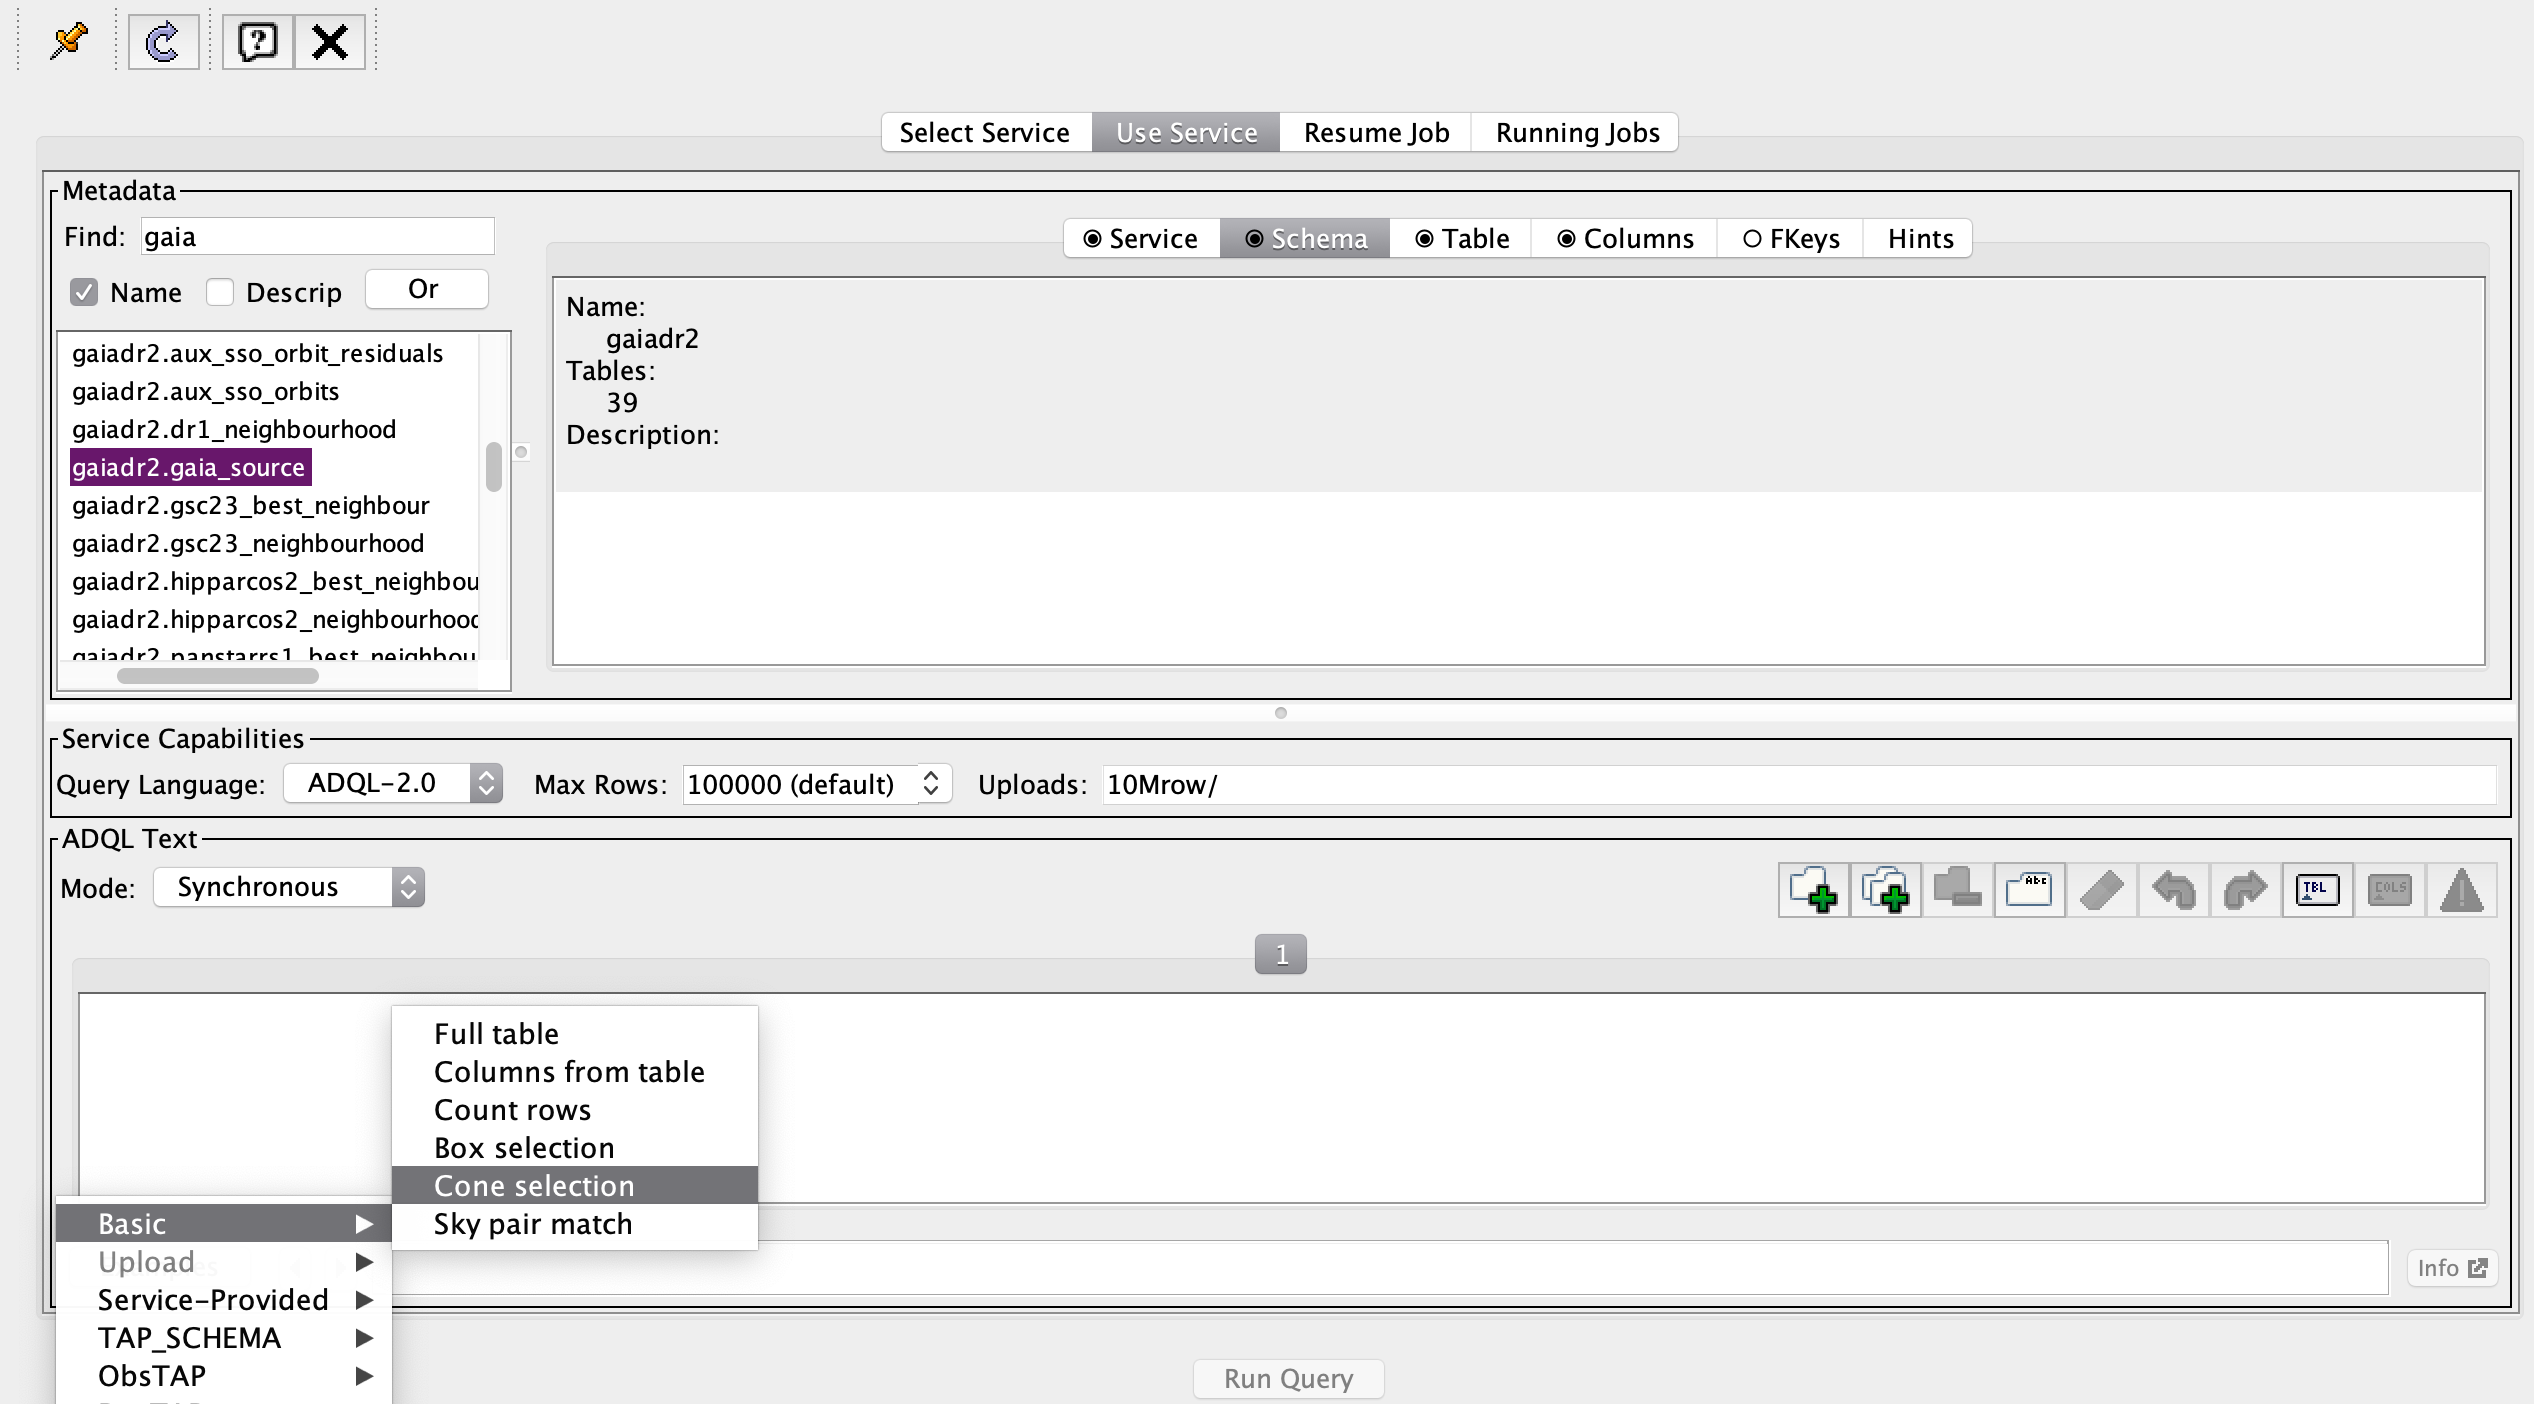 Select Service Use Service Resume Job Running Jobs
Metadata
Find: gaia
Name Descrip Or
gaiadr2.aux_sso_orbit_residuals
gaiadr2.aux_sso_orbits
gaiadr2.dr1_neighbourhood
gaiadr2.gaia_source
gaiadr2.gsc23_best_neighbour
gaiadr2.gsc23_neighbourhood
gaiadr2.hipparcos2_best_neighbou
gaiadr2.hipparcos2_neighbourhood
gaiadr2.panstarrs1_best_neighbou
Service Schema Table Columns FKeys Hints
Name:
gaiadr2
Tables:
39
Description:
Service Capabilities
Query Language: ADQL-2.0 Max Rows: 100000 (default) Uploads: 10Mrow/
ADQL Text
Mode: Synchronous
Abc TBL COLS
1
Full table
Columns from table
Count rows
Box selection
Cone selection
Sky pair match
Basic
Upload
Service-Provided
TAP_SCHEMA
ObsTAP
Info
Run Query